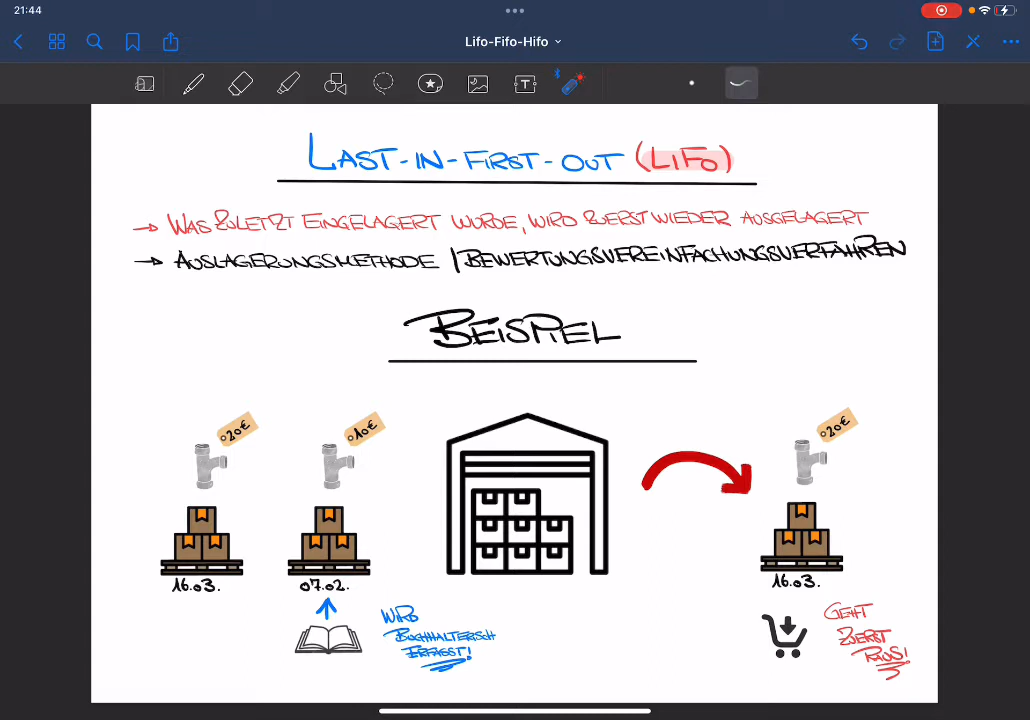 21:44
Lifo-Fifo-Hifo
LAST-IN-FIRST-OUT (LIFO)
→ WAS ZULETZT EINGELAGERT WURDE, WIRD ZUERST WIEDER AUSGELAGERT
→ AUSLAGERUNGSMETHODE / BEWERTUNGSVEREINFACHUNGSVERFAHREN
BEISPIEL
20€
10€
20€
16.03.
07.02.
16.03.
WIRD
BUCHHALTERISCH
ERFASST!
GEHT
ZUERST
RAUS!